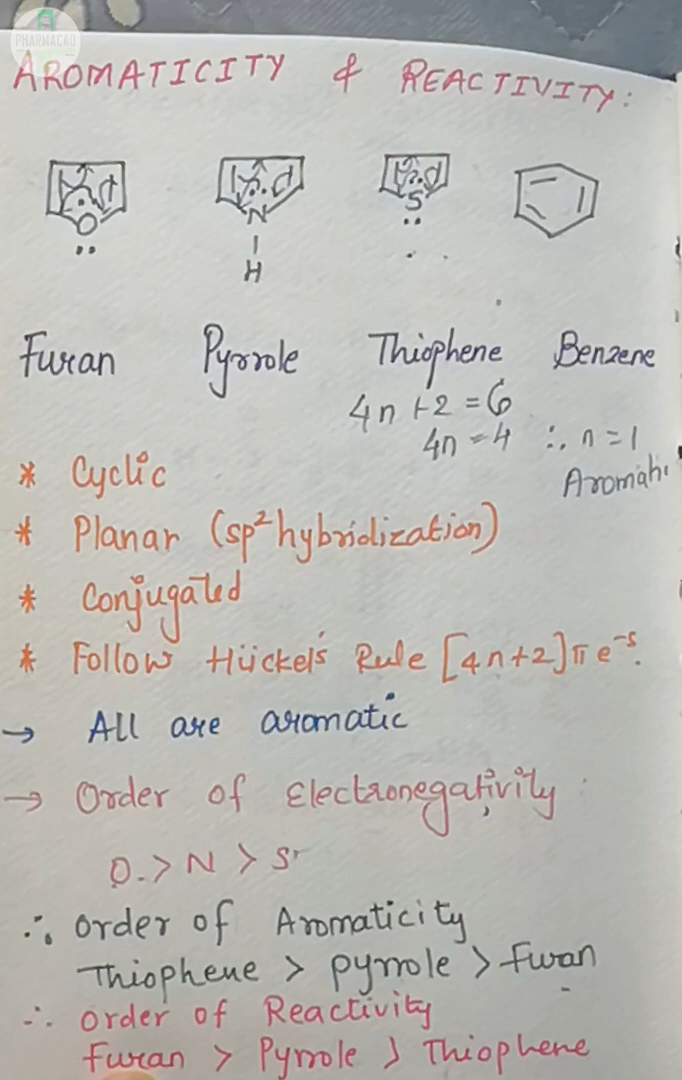 PHARMACAD
AROMATICITY & REACTIVITY:
O
N
S
H
Furan Pyrrole Thiophene Benzene
4n+2=6
4n=4 ∴ n=1
Aromati
* Cyclic
* Planar (sp² hybridization)
* Conjugated
* Follow Hückel's Rule [4n+2]π e⁻ˢ.
→ All are aromatic
→ Order of Electronegativity :
O > N > S
∴ Order of Aromaticity
Thiophene > pyrrole > Furan
∴ Order of Reactivity
Furan > Pyrrole > Thiophene